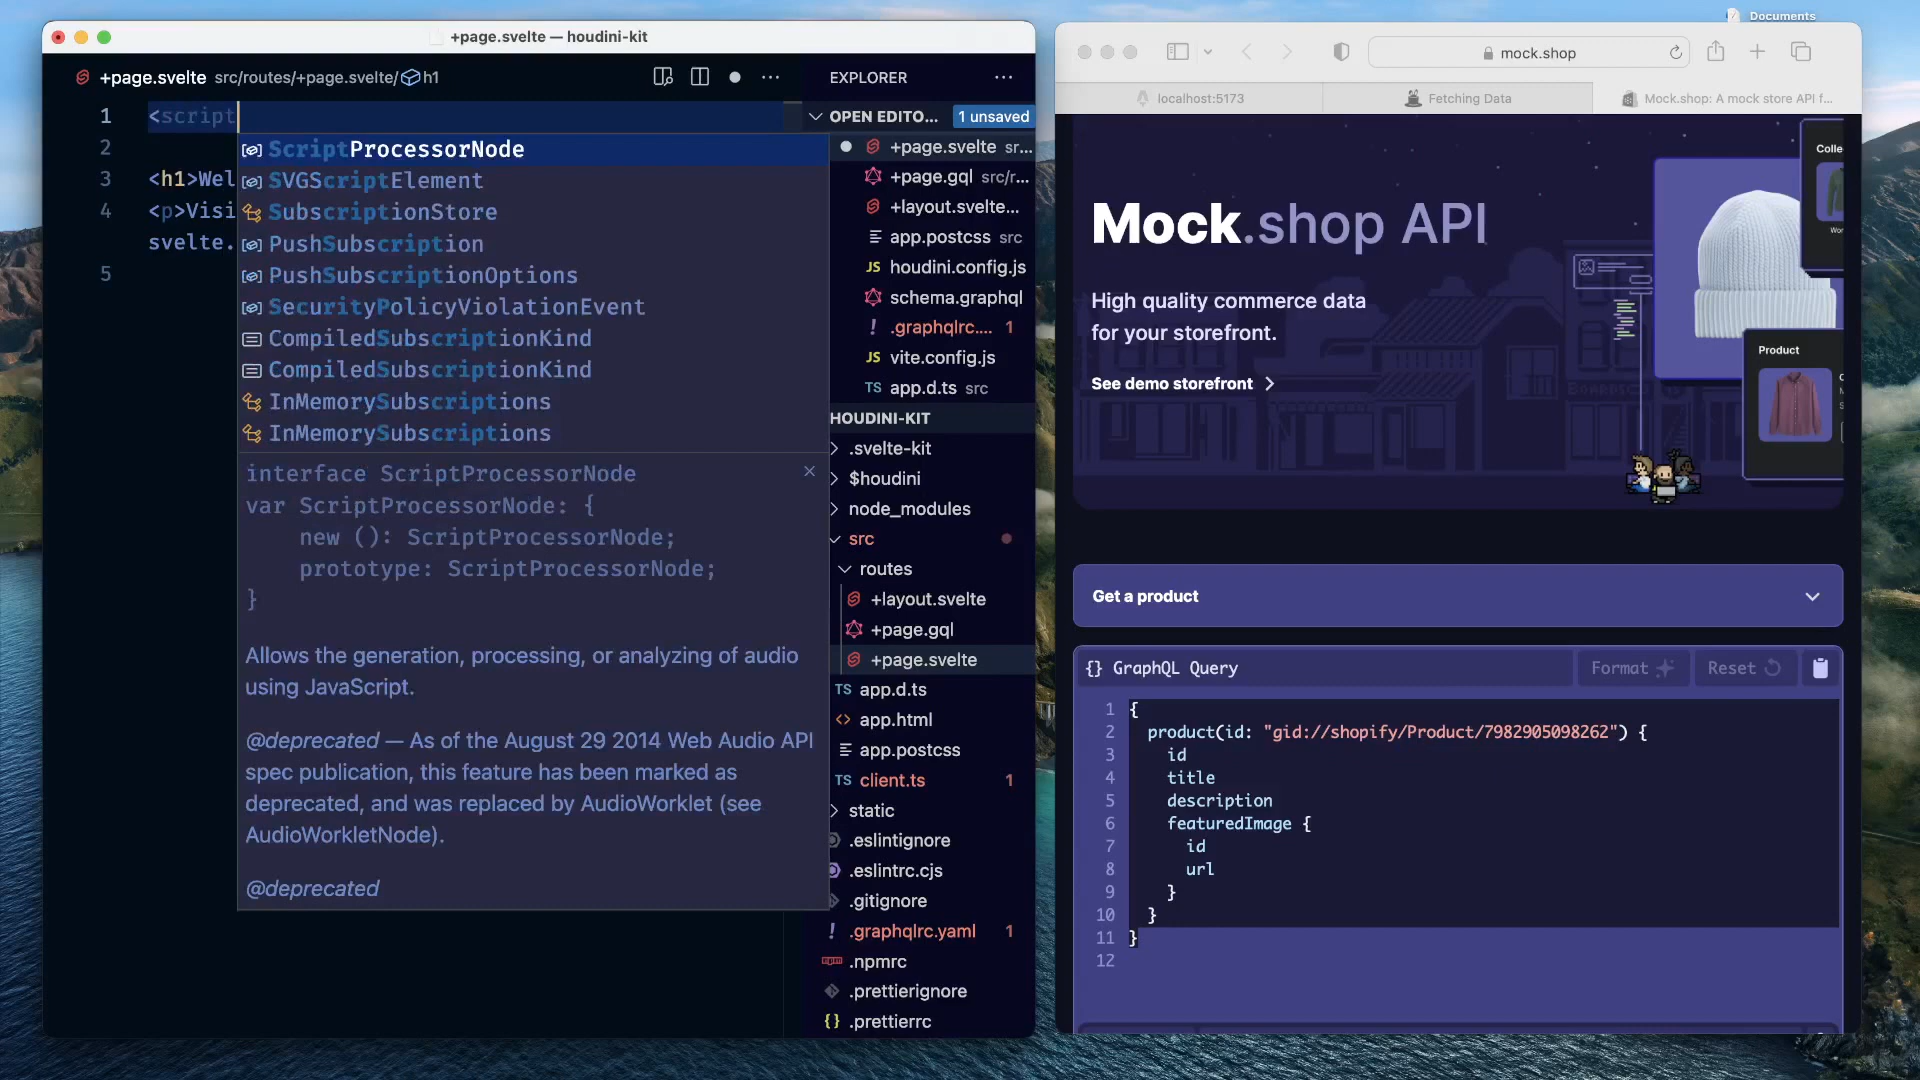 Documents
+page.svelte — houdini-kit
+page.svelte src/routes/+page.svelte/ h1
1 <script
2
3 <h1>Wel
4 <p>Visi
svelte.
5
ScriptProcessorNode
SVGScriptElement
SubscriptionStore
PushSubscription
PushSubscriptionOptions
SecurityPolicyViolationEvent
CompiledSubscriptionKind
CompiledSubscriptionKind
InMemorySubscriptions
InMemorySubscriptions
interface ScriptProcessorNode
var ScriptProcessorNode: {
new (): ScriptProcessorNode;
prototype: ScriptProcessorNode;
}
Allows the generation, processing, or analyzing of audio
using JavaScript.
@deprecated — As of the August 29 2014 Web Audio API
spec publication, this feature has been marked as
deprecated, and was replaced by AudioWorklet (see
AudioWorkletNode).
@deprecated
EXPLORER
OPEN EDITO... 1 unsaved
+page.svelte sr...
+page.gql src/r...
+layout.svelte...
app.postcss src
JS houdini.config.js
schema.graphql
! .graphqlrc.... 1
JS vite.config.js
TS app.d.ts src
HOUDINI-KIT
.svelte-kit
$houdini
node_modules
src
routes
+layout.svelte
+page.gql
+page.svelte
TS app.d.ts
<> app.html
app.postcss
TS client.ts 1
static
.eslintignore
.eslintrc.cjs
.gitignore
! .graphqlrc.yaml 1
.npmrc
.prettierignore
{} .prettierrc
mock.shop
localhost:5173
Fetching Data
Mock.shop: A mock store API f...
Mock.shop API
High quality commerce data
for your storefront.
See demo storefront
Colle
Product
Get a product
{} GraphQL Query
Format
Reset
1 {
2 product(id: "gid://shopify/Product/7982905098262") {
3 id
4 title
5 description
6 featuredImage {
7 id
8 url
9 }
10 }
11 }
12